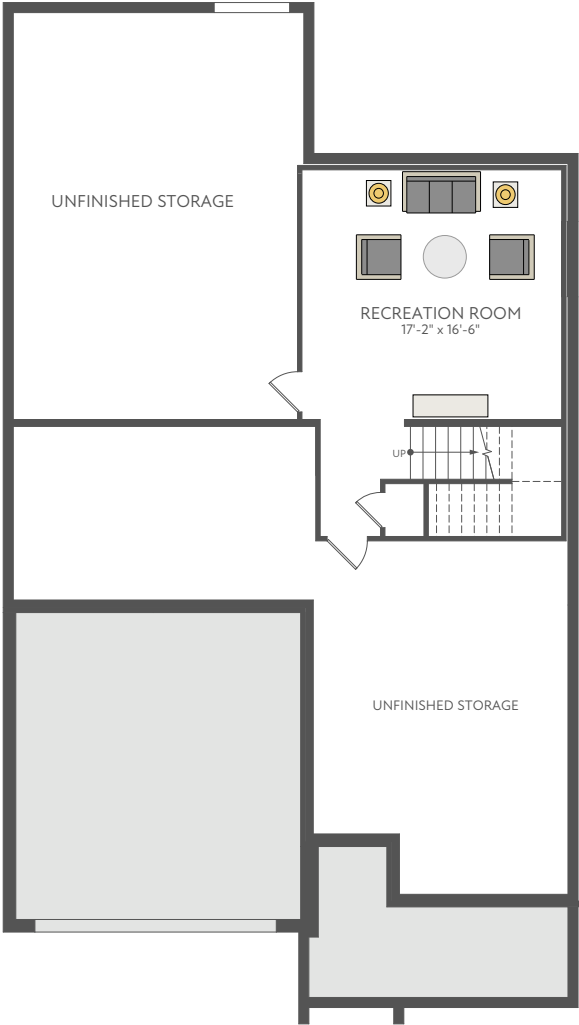 UNFINISHED STORAGE
RECREATION ROOM
17'-2" x 16'-6"
UP
UNFINISHED STORAGE